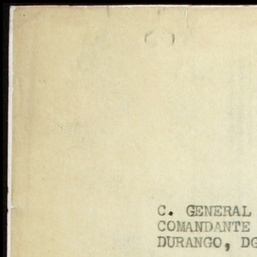 C. GENERAL
COMANDANTE
DURANGO, DG